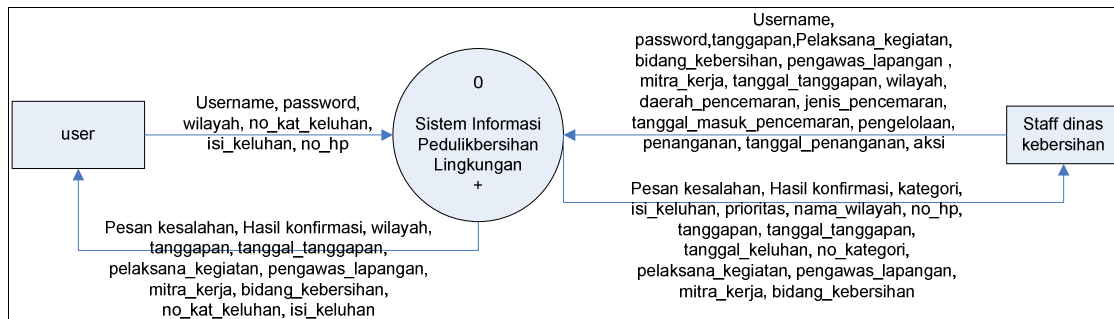 user
Username, password,
wilayah, no_kat_keluhan,
isi_keluhan, no_hp
0
Sistem Informasi
Pedulikbersihan
Lingkungan
+
Username,
password,tanggapan,Pelaksana_kegiatan,
bidang_kebersihan, pengawas_lapangan ,
mitra_kerja, tanggal_tanggapan, wilayah,
daerah_pencemaran, jenis_pencemaran,
tanggal_masuk_pencemaran, pengelolaan,
penanganan, tanggal_penanganan, aksi
Staff dinas
kebersihan
Pesan kesalahan, Hasil konfirmasi, wilayah,
tanggapan, tanggal_tanggapan,
pelaksana_kegiatan, pengawas_lapangan,
mitra_kerja, bidang_kebersihan,
no_kat_keluhan, isi_keluhan
Pesan kesalahan, Hasil konfirmasi, kategori,
isi_keluhan, prioritas, nama_wilayah, no_hp,
tanggapan, tanggal_tanggapan,
tanggal_keluhan, no_kategori,
pelaksana_kegiatan, pengawas_lapangan,
mitra_kerja, bidang_kebersihan